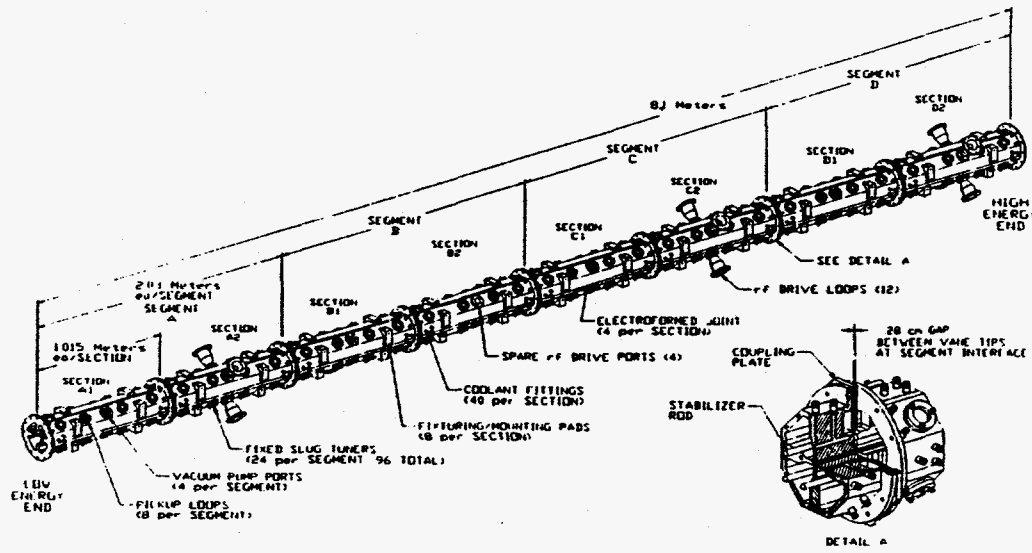 SEGMENT
D
8.1 Meters
SECTION
D2
SEGMENT
C
SECTION
D1
SECTION
C2
HIGH
ENERGY
END
SEGMENT
B
SECTION
C1
SECTION
B2
SEE DETAIL A
2.03 Meters
ea/SEGMENT
SEGMENT
A
rf DRIVE LOOPS (12)
SECTION
B1
ELECTROFORMED JOINT
(4 per SECTION)
SECTION
A2
1.015 Meters
ea/SECTION
SPARE rf DRIVE PORTS (4)
SECTION
A1
COOLANT FITTINGS
(40 per SECTION)
FIXTURING/MOUNTING PADS
(8 per SECTION)
FIXED SLUG TUNERS
(24 per SEGMENT 96 TOTAL)
VACUUM PUMP PORTS
(4 per SEGMENT)
PICKUP LOOPS
(8 per SEGMENT)
LOW
ENERGY
END
GAP
BETWEEN VANE TIPS
AT SEGMENT INTERFACE
COUPLING
PLATE
STABILIZER
ROD
DETAIL A